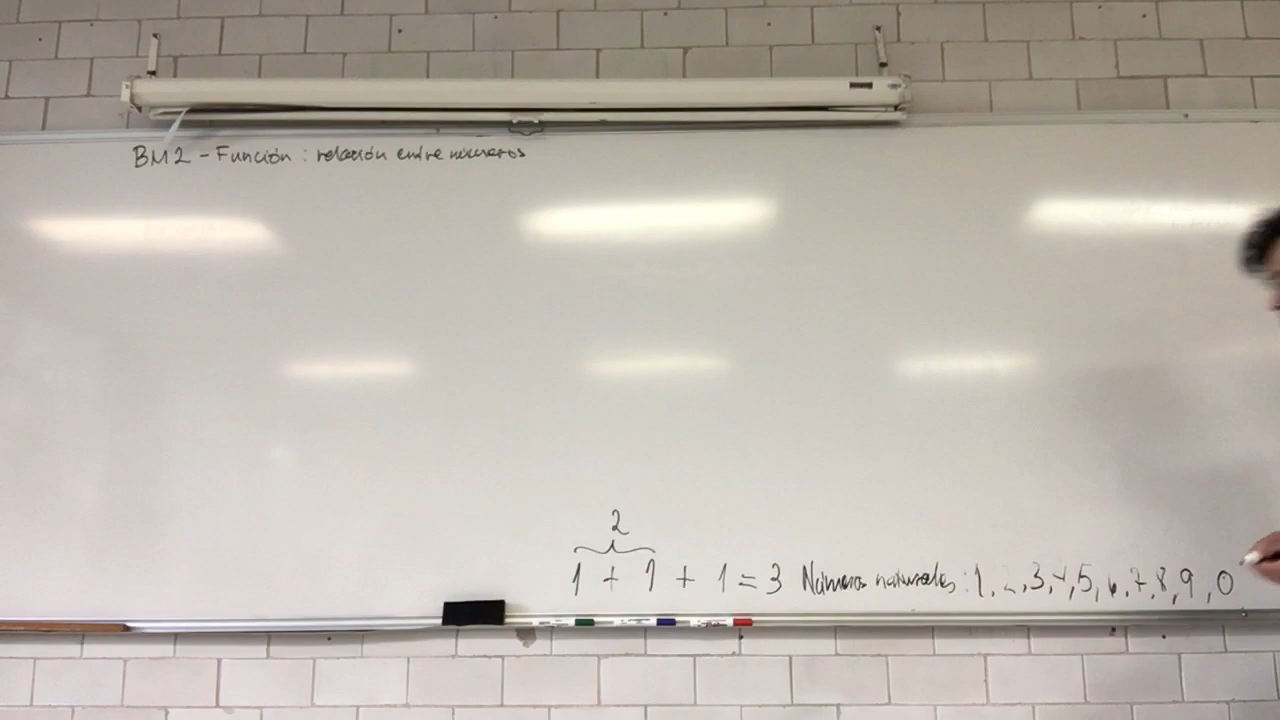 BM2 - Función : relación entre números
2
1 + 1 + 1 = 3 Números naturales : 1, 2, 3, 4, 5, 6, 7, 8, 9, 0